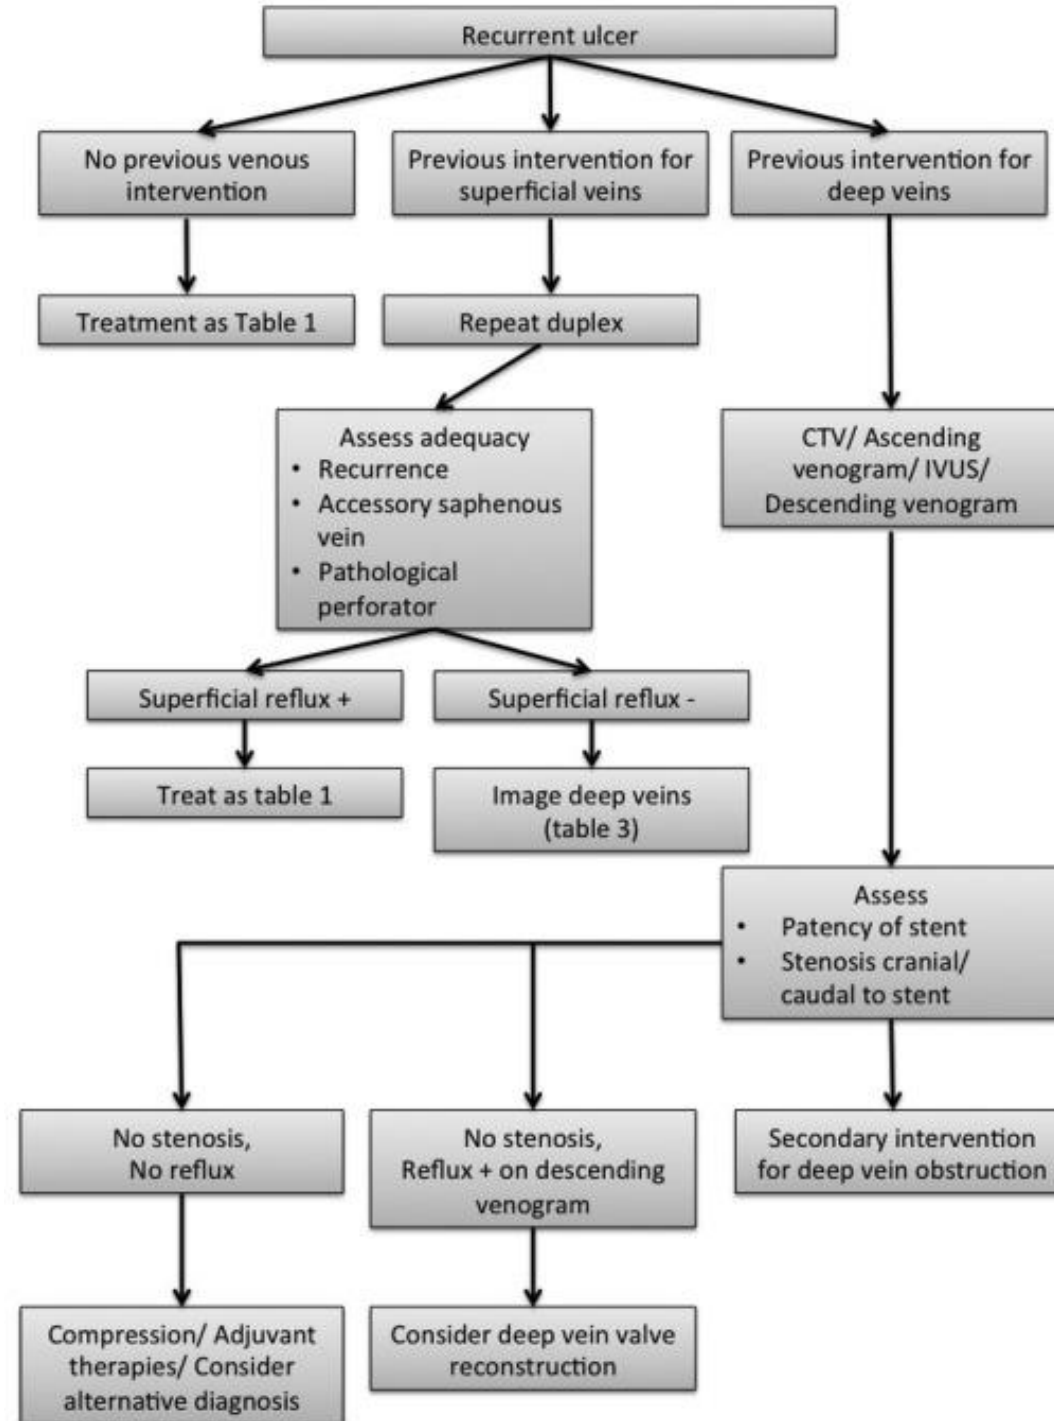 Recurrent ulcer
No previous venous
intervention
Previous intervention for
superficial veins
Previous intervention for
deep veins
Treatment as Table 1
Repeat duplex
Assess adequacy
• Recurrence
• Accessory saphenous
vein
• Pathological
perforator
CTV/ Ascending
venogram/ IVUS/
Descending venogram
Superficial reflux +
Superficial reflux -
Treat as table 1
Image deep veins
(table 3)
Assess
• Patency of stent
• Stenosis cranial/
caudal to stent
No stenosis,
No reflux
No stenosis,
Reflux + on descending
venogram
Secondary intervention
for deep vein obstruction
Compression/ Adjuvant
therapies/ Consider
alternative diagnosis
Consider deep vein valve
reconstruction